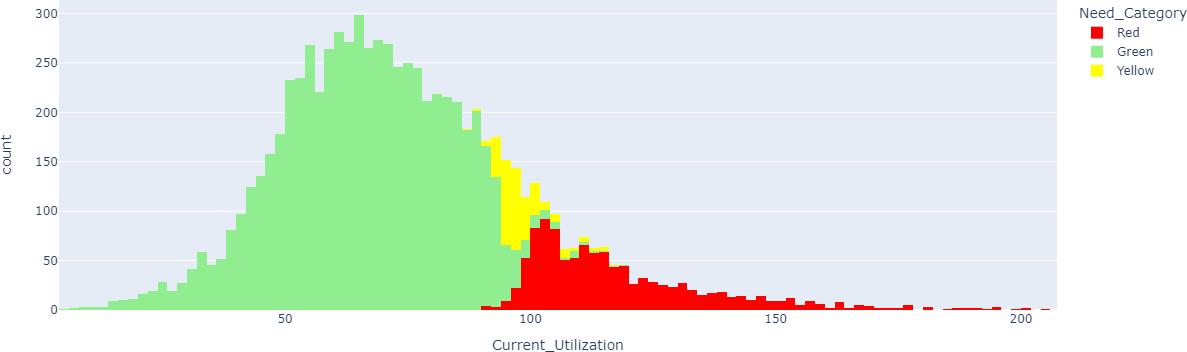 300
250
200
150
100
50
0
count
50
100
150
200
Current_Utilization
Need_Category
Red
Green
Yellow